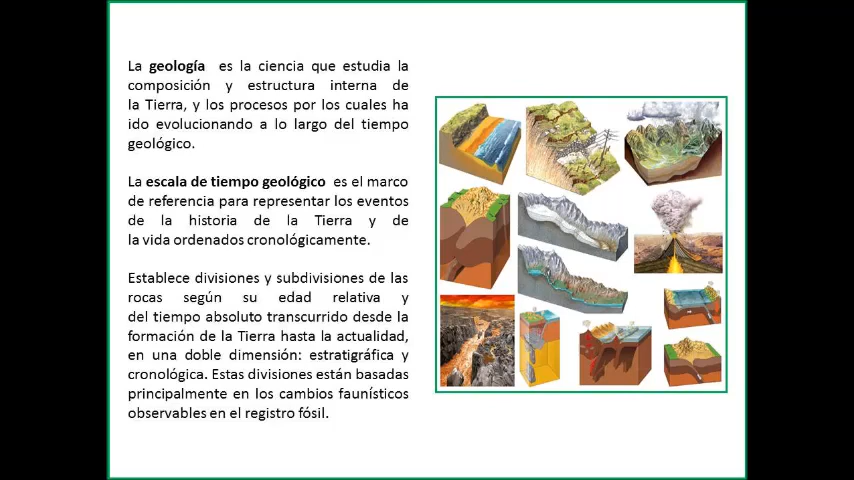 La geología es la ciencia que estudia la
composición y estructura interna de
la Tierra, y los procesos por los cuales ha
ido evolucionando a lo largo del tiempo
geológico.
La escala de tiempo geológico es el marco
de referencia para representar los eventos
de la historia de la Tierra y de
la vida ordenados cronológicamente.
Establece divisiones y subdivisiones de las
rocas según su edad relativa y
del tiempo absoluto transcurrido desde la
formación de la Tierra hasta la actualidad,
en una doble dimensión: estratigráfica y
cronológica. Estas divisiones están basadas
principalmente en los cambios faunísticos
observables en el registro fósil.